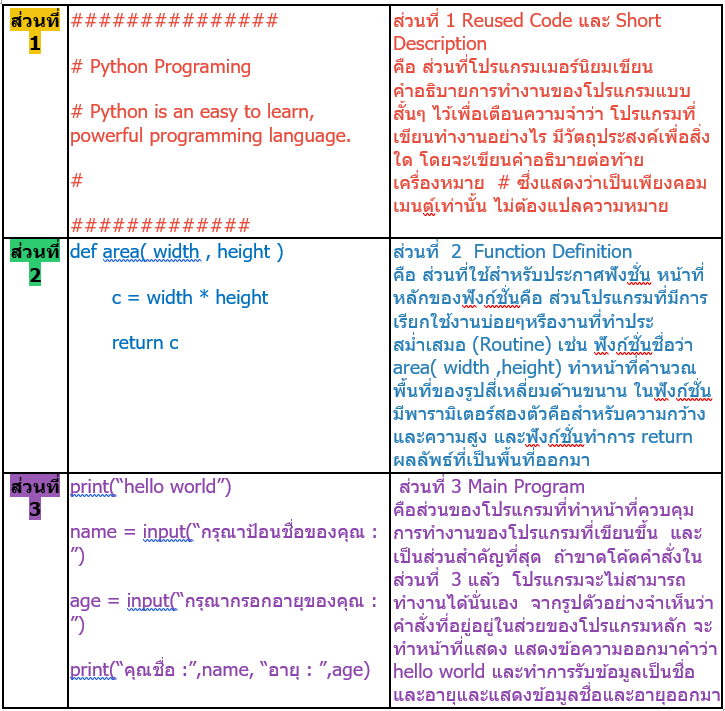 ส่วนที่
1
###############
# Python Programing
# Python is an easy to learn,
powerful programming language.
#
#############
ส่วนที่ 1 Reused Code และ Short
Description
คือ ส่วนที่โปรแกรมเมอร์นิยมเขียน
คำอธิบายการทำงานของโปรแกรมแบบ
สั้นๆ ไว้เพื่อเตือนความจำว่า โปรแกรมที่
เขียนทำงานอย่างไร มีวัตถุประสงค์เพื่อสิ่ง
ใด โดยจะเขียนคำอธิบายต่อท้าย
เครื่องหมาย # ซึ่งแสดงว่าเป็นเพียงคอม
เมนต์เท่านั้น ไม่ต้องแปลความหมาย
ส่วนที่
2
def area( width , height )
c = width * height
return c
ส่วนที่ 2 Function Definition
คือ ส่วนที่ใช้สำหรับประกาศฟังชั่น หน้าที่
หลักของฟังก์ชั่นคือ ส่วนโปรแกรมที่มีการ
เรียกใช้งานบ่อยๆหรืองานที่ทำประ
สม่ำเสมอ (Routine) เช่น ฟังก์ชั่นชื่อว่า
area( width ,height) ทำหน้าที่คำนวณ
พื้นที่ของรูปสี่เหลี่ยมด้านขนาน ในฟังก์ชั่น
มีพารามิเตอร์สองตัวคือสำหรับความกว้าง
และความสูง และฟังก์ชั่นทำการ return
ผลลัพธ์ที่เป็นพื้นที่ออกมา
ส่วนที่
3
print(“hello world”)
name = input(“กรุณาป้อนชื่อของคุณ :
”)
age = input(“กรุณากรอกอายุของคุณ :
”)
print(“คุณชื่อ :”,name, “อายุ : ”,age)
ส่วนที่ 3 Main Program
คือส่วนของโปรแกรมที่ทำหน้าที่ควบคุม
การทำงานของโปรแกรมที่เขียนขึ้น และ
เป็นส่วนสำคัญที่สุด ถ้าขาดโค้ดคำสั่งใน
ส่วนที่ 3 แล้ว โปรแกรมจะไม่สามารถ
ทำงานได้นั่นเอง จากรูปตัวอย่างจำเห็นว่า
คำสั่งที่อยู่อยู่ในส่วยของโปรแกรมหลัก จะ
ทำหน้าที่แสดง แสดงข้อความออกมาคำว่า
hello world และทำการรับข้อมูลเป็นชื่อ
และอายุและแสดงข้อมูลชื่อและอายุออกมา